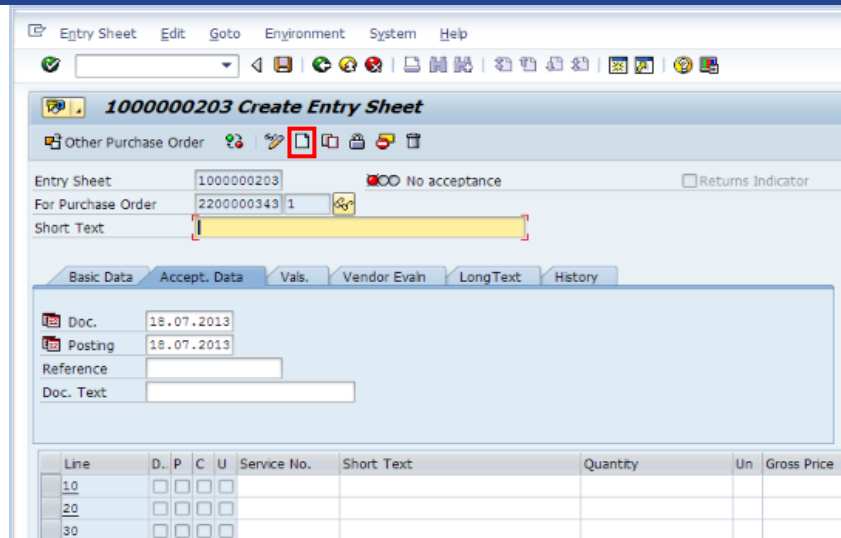 Entry Sheet Edit Goto Environment System Help
1000000203 Create Entry Sheet
Other Purchase Order
Entry Sheet 1000000203 No acceptance Returns Indicator
For Purchase Order 2200000343 1
Short Text
Basic Data Accept. Data Vals. Vendor Evaln LongText History
Doc. 18.07.2013
Posting 18.07.2013
Reference
Doc. Text
Line D.. P C U Service No. Short Text Quantity Un Gross Price
10
20
30